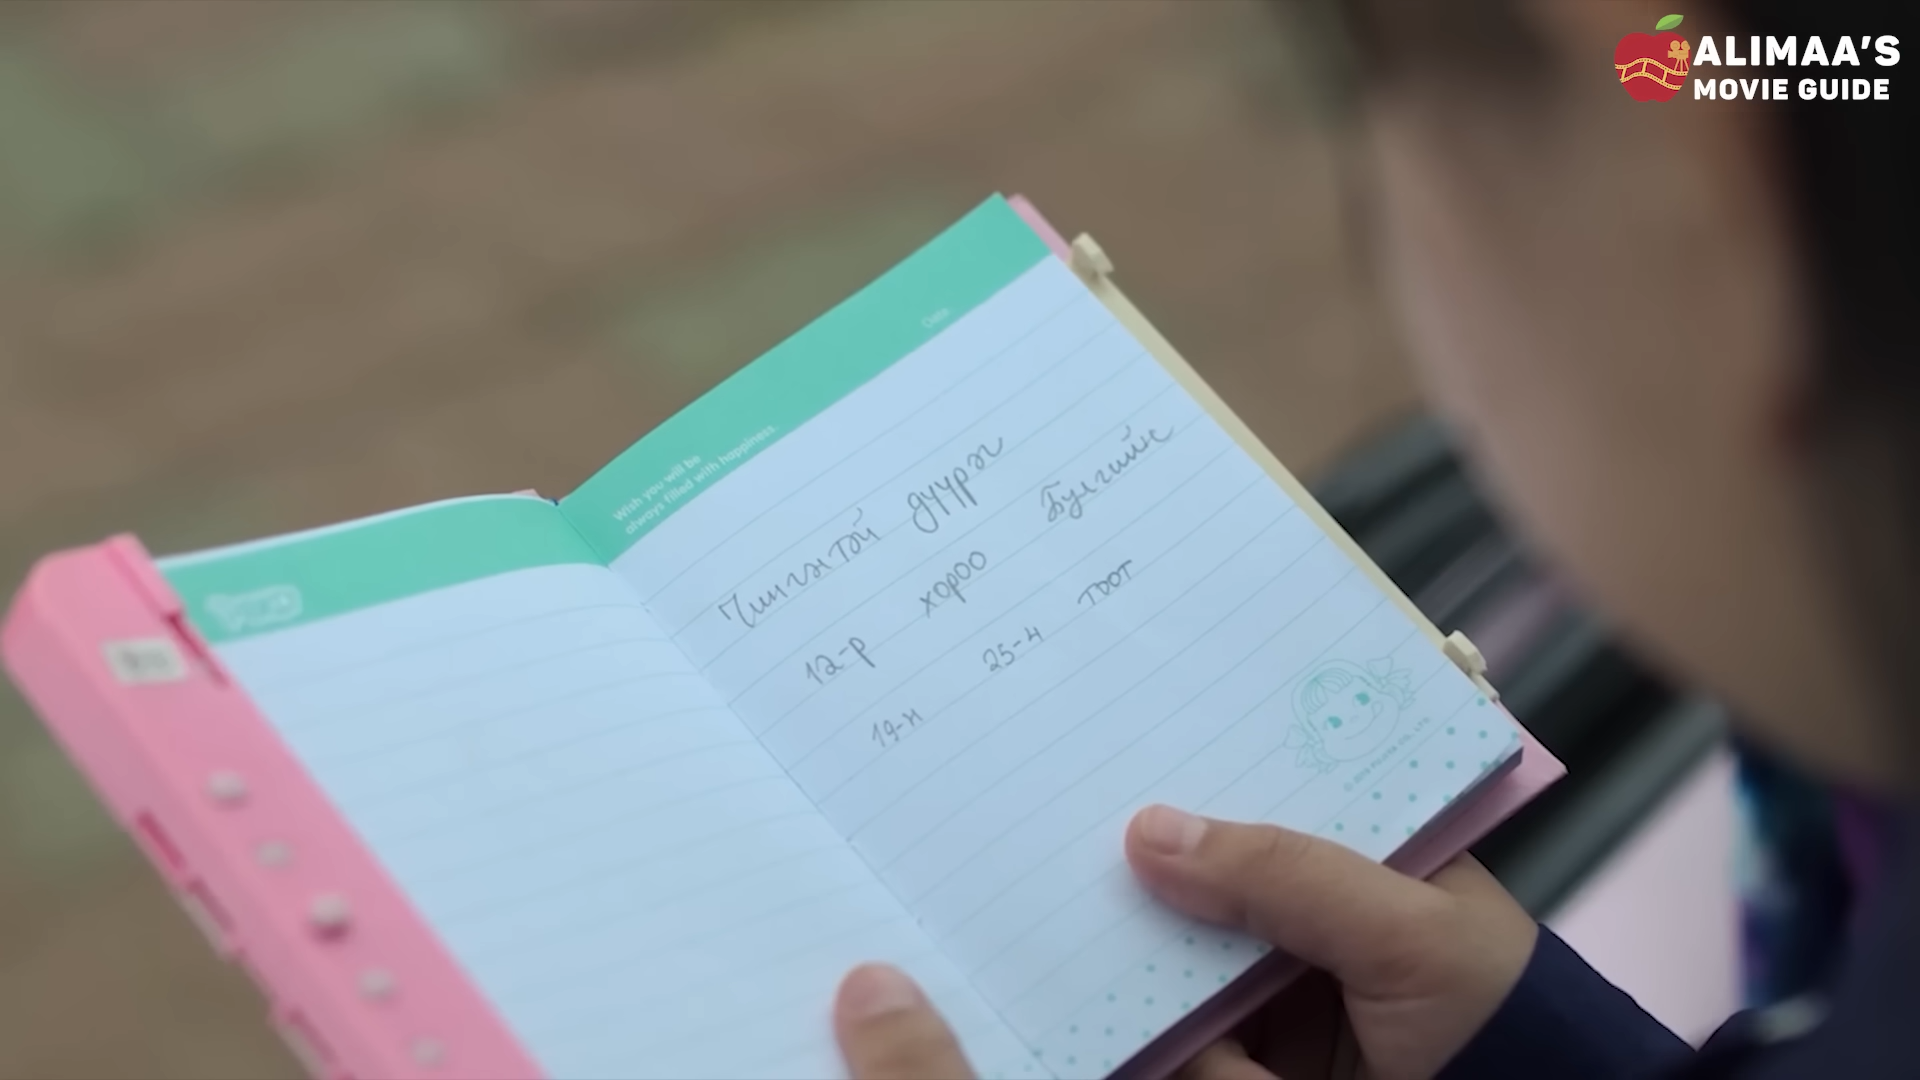 ALIMAA'S
MOVIE GUIDE
Date
Wish you will be
always filled with happiness.
Чингэлтэй дүүрэг
12-р хороо Булгийн
19-н 25-4 тоот